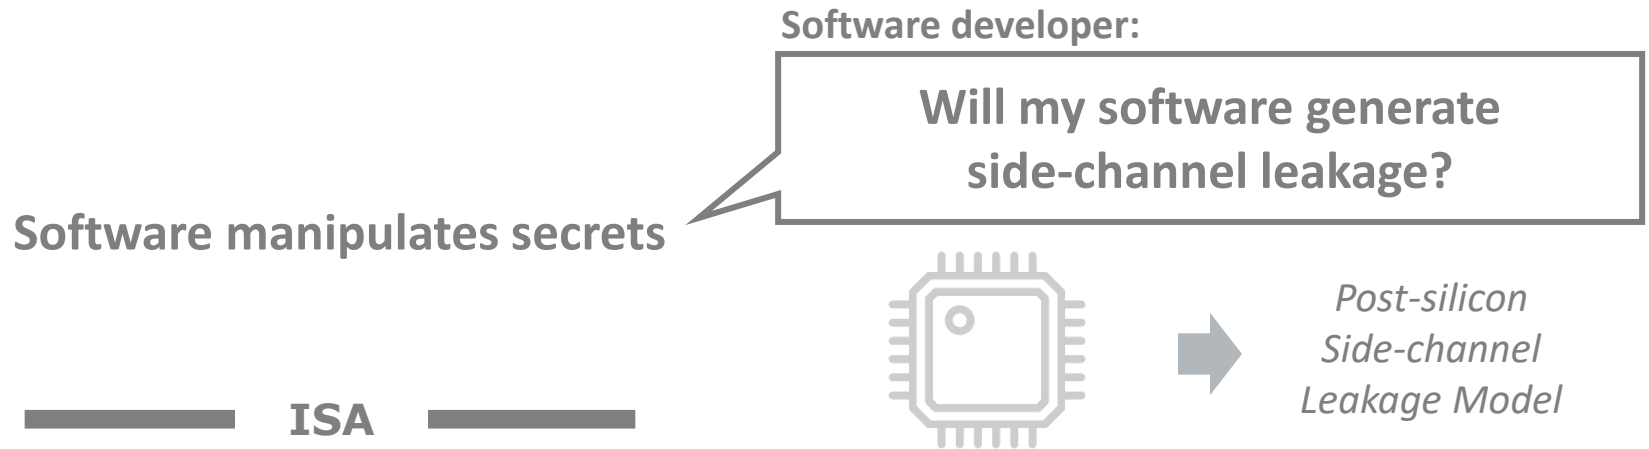 Software developer:
Will my software generate
side-channel leakage?
Software manipulates secrets
Post-silicon
Side-channel
Leakage Model
ISA